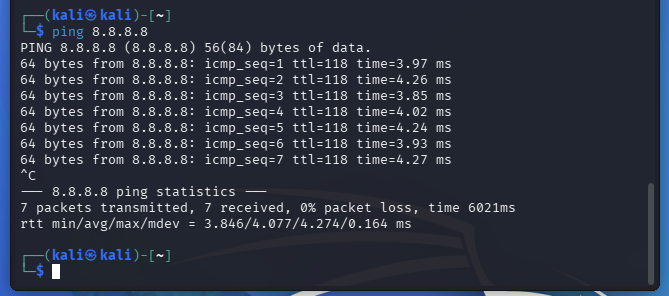 ┌──(kali㉿kali)-[~]
└─$ ping 8.8.8.8
PING 8.8.8.8 (8.8.8.8) 56(84) bytes of data.
64 bytes from 8.8.8.8: icmp_seq=1 ttl=118 time=3.97 ms
64 bytes from 8.8.8.8: icmp_seq=2 ttl=118 time=4.26 ms
64 bytes from 8.8.8.8: icmp_seq=3 ttl=118 time=3.85 ms
64 bytes from 8.8.8.8: icmp_seq=4 ttl=118 time=4.02 ms
64 bytes from 8.8.8.8: icmp_seq=5 ttl=118 time=4.24 ms
64 bytes from 8.8.8.8: icmp_seq=6 ttl=118 time=3.93 ms
64 bytes from 8.8.8.8: icmp_seq=7 ttl=118 time=4.27 ms
^C
--- 8.8.8.8 ping statistics ---
7 packets transmitted, 7 received, 0% packet loss, time 6021ms
rtt min/avg/max/mdev = 3.846/4.077/4.274/0.164 ms
┌──(kali㉿kali)-[~]
└─$